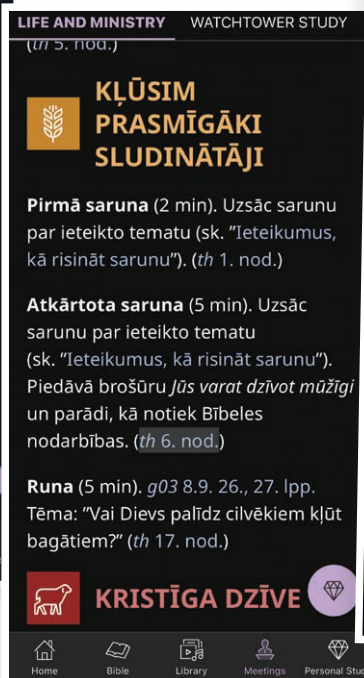 LIFE AND MINISTRY WATCHTOWER STUDY
(th 5. nod.)
KĻŪSIM
PRASMĪGĀKI
SLUDINĀTĀJI
Pirmā saruna (2 min). Uzsāc sarunu
par ieteikto tematu (sk. "Ieteikumus,
kā risināt sarunu"). (th 1. nod.)
Atkārtota saruna (5 min). Uzsāc
sarunu par ieteikto tematu
(sk. "Ieteikumus, kā risināt sarunu").
Piedāvā brošūru Jūs varat dzīvot mūžīgi
un parādi, kā notiek Bībeles
nodarbības. (th 6. nod.)
Runa (5 min). g03 8.9. 26., 27. lpp.
Tēma: "Vai Dievs palīdz cilvēkiem kļūt
bagātiem?" (th 17. nod.)
KRISTĪGA DZĪVE
Home Bible Library Meetings Personal Stud